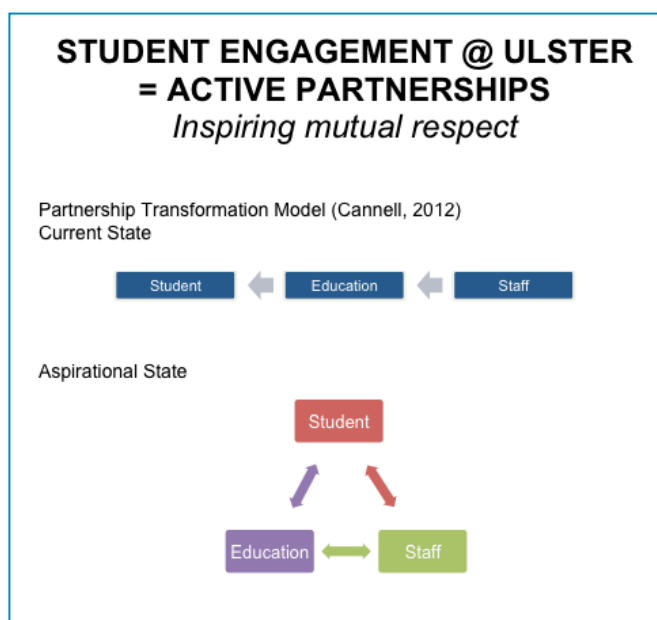 STUDENT ENGAGEMENT @ ULSTER
= ACTIVE PARTNERSHIPS
Inspiring mutual respect
Partnership Transformation Model (Cannell, 2012)
Current State
Student
Education
Staff
Aspirational State
Student
Education
Staff